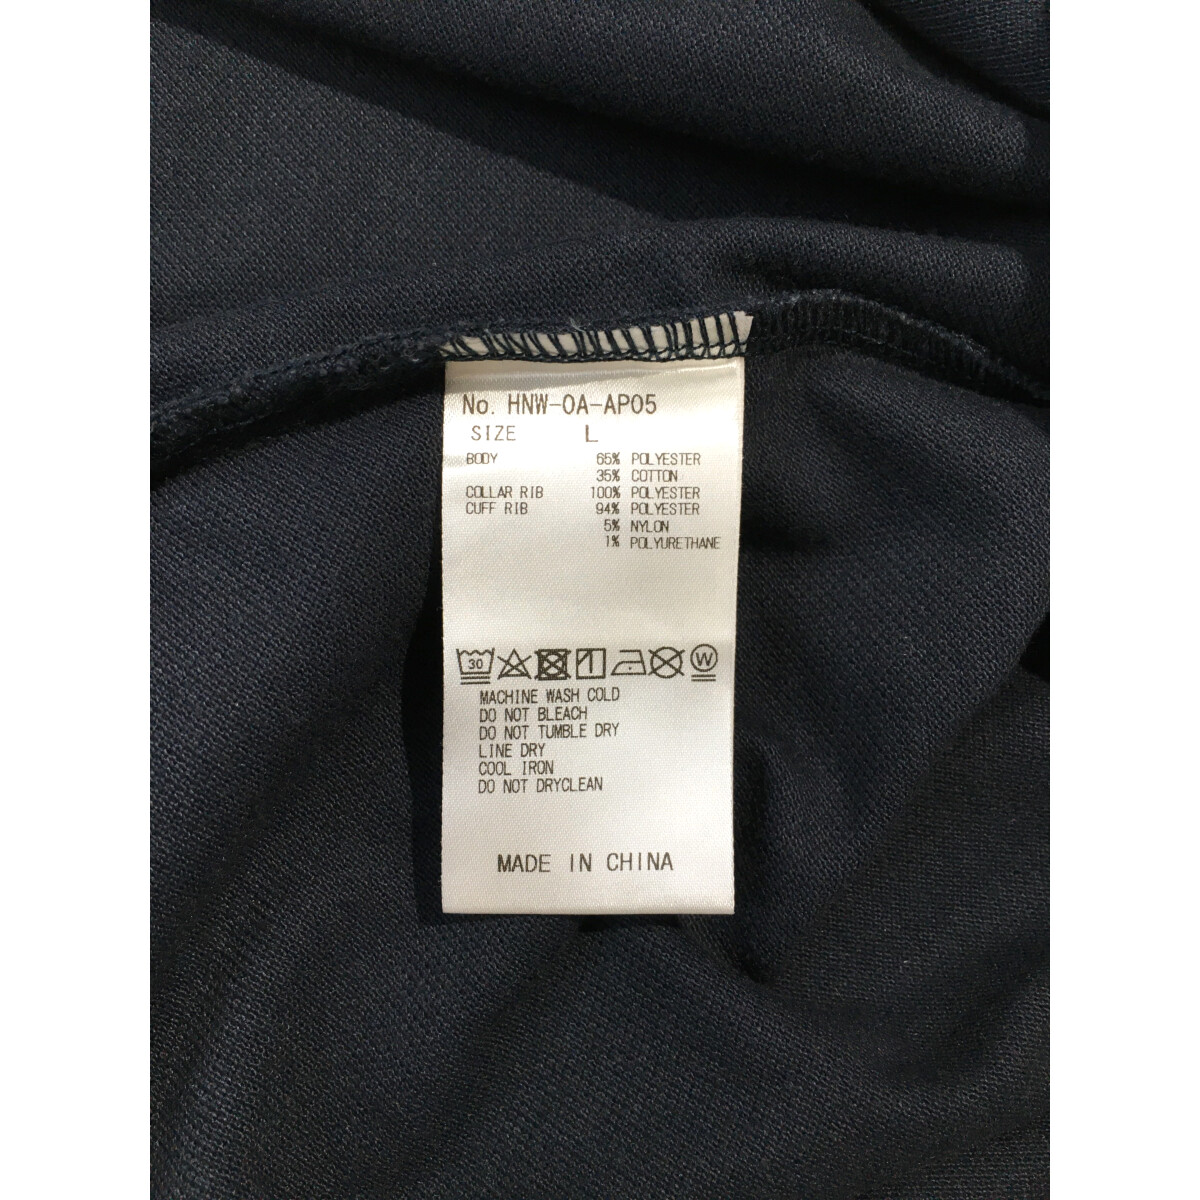 No. HNW-OA-AP05
SIZE L
BODY 65% POLYESTER
35% COTTON
COLLAR RIB 100% POLYESTER
CUFF RIB 94% POLYESTER
5% NYLON
1% POLYURETHANE
30 W
MACHINE WASH COLD
DO NOT BLEACH
DO NOT TUMBLE DRY
LINE DRY
COOL IRON
DO NOT DRYCLEAN
MADE IN CHINA